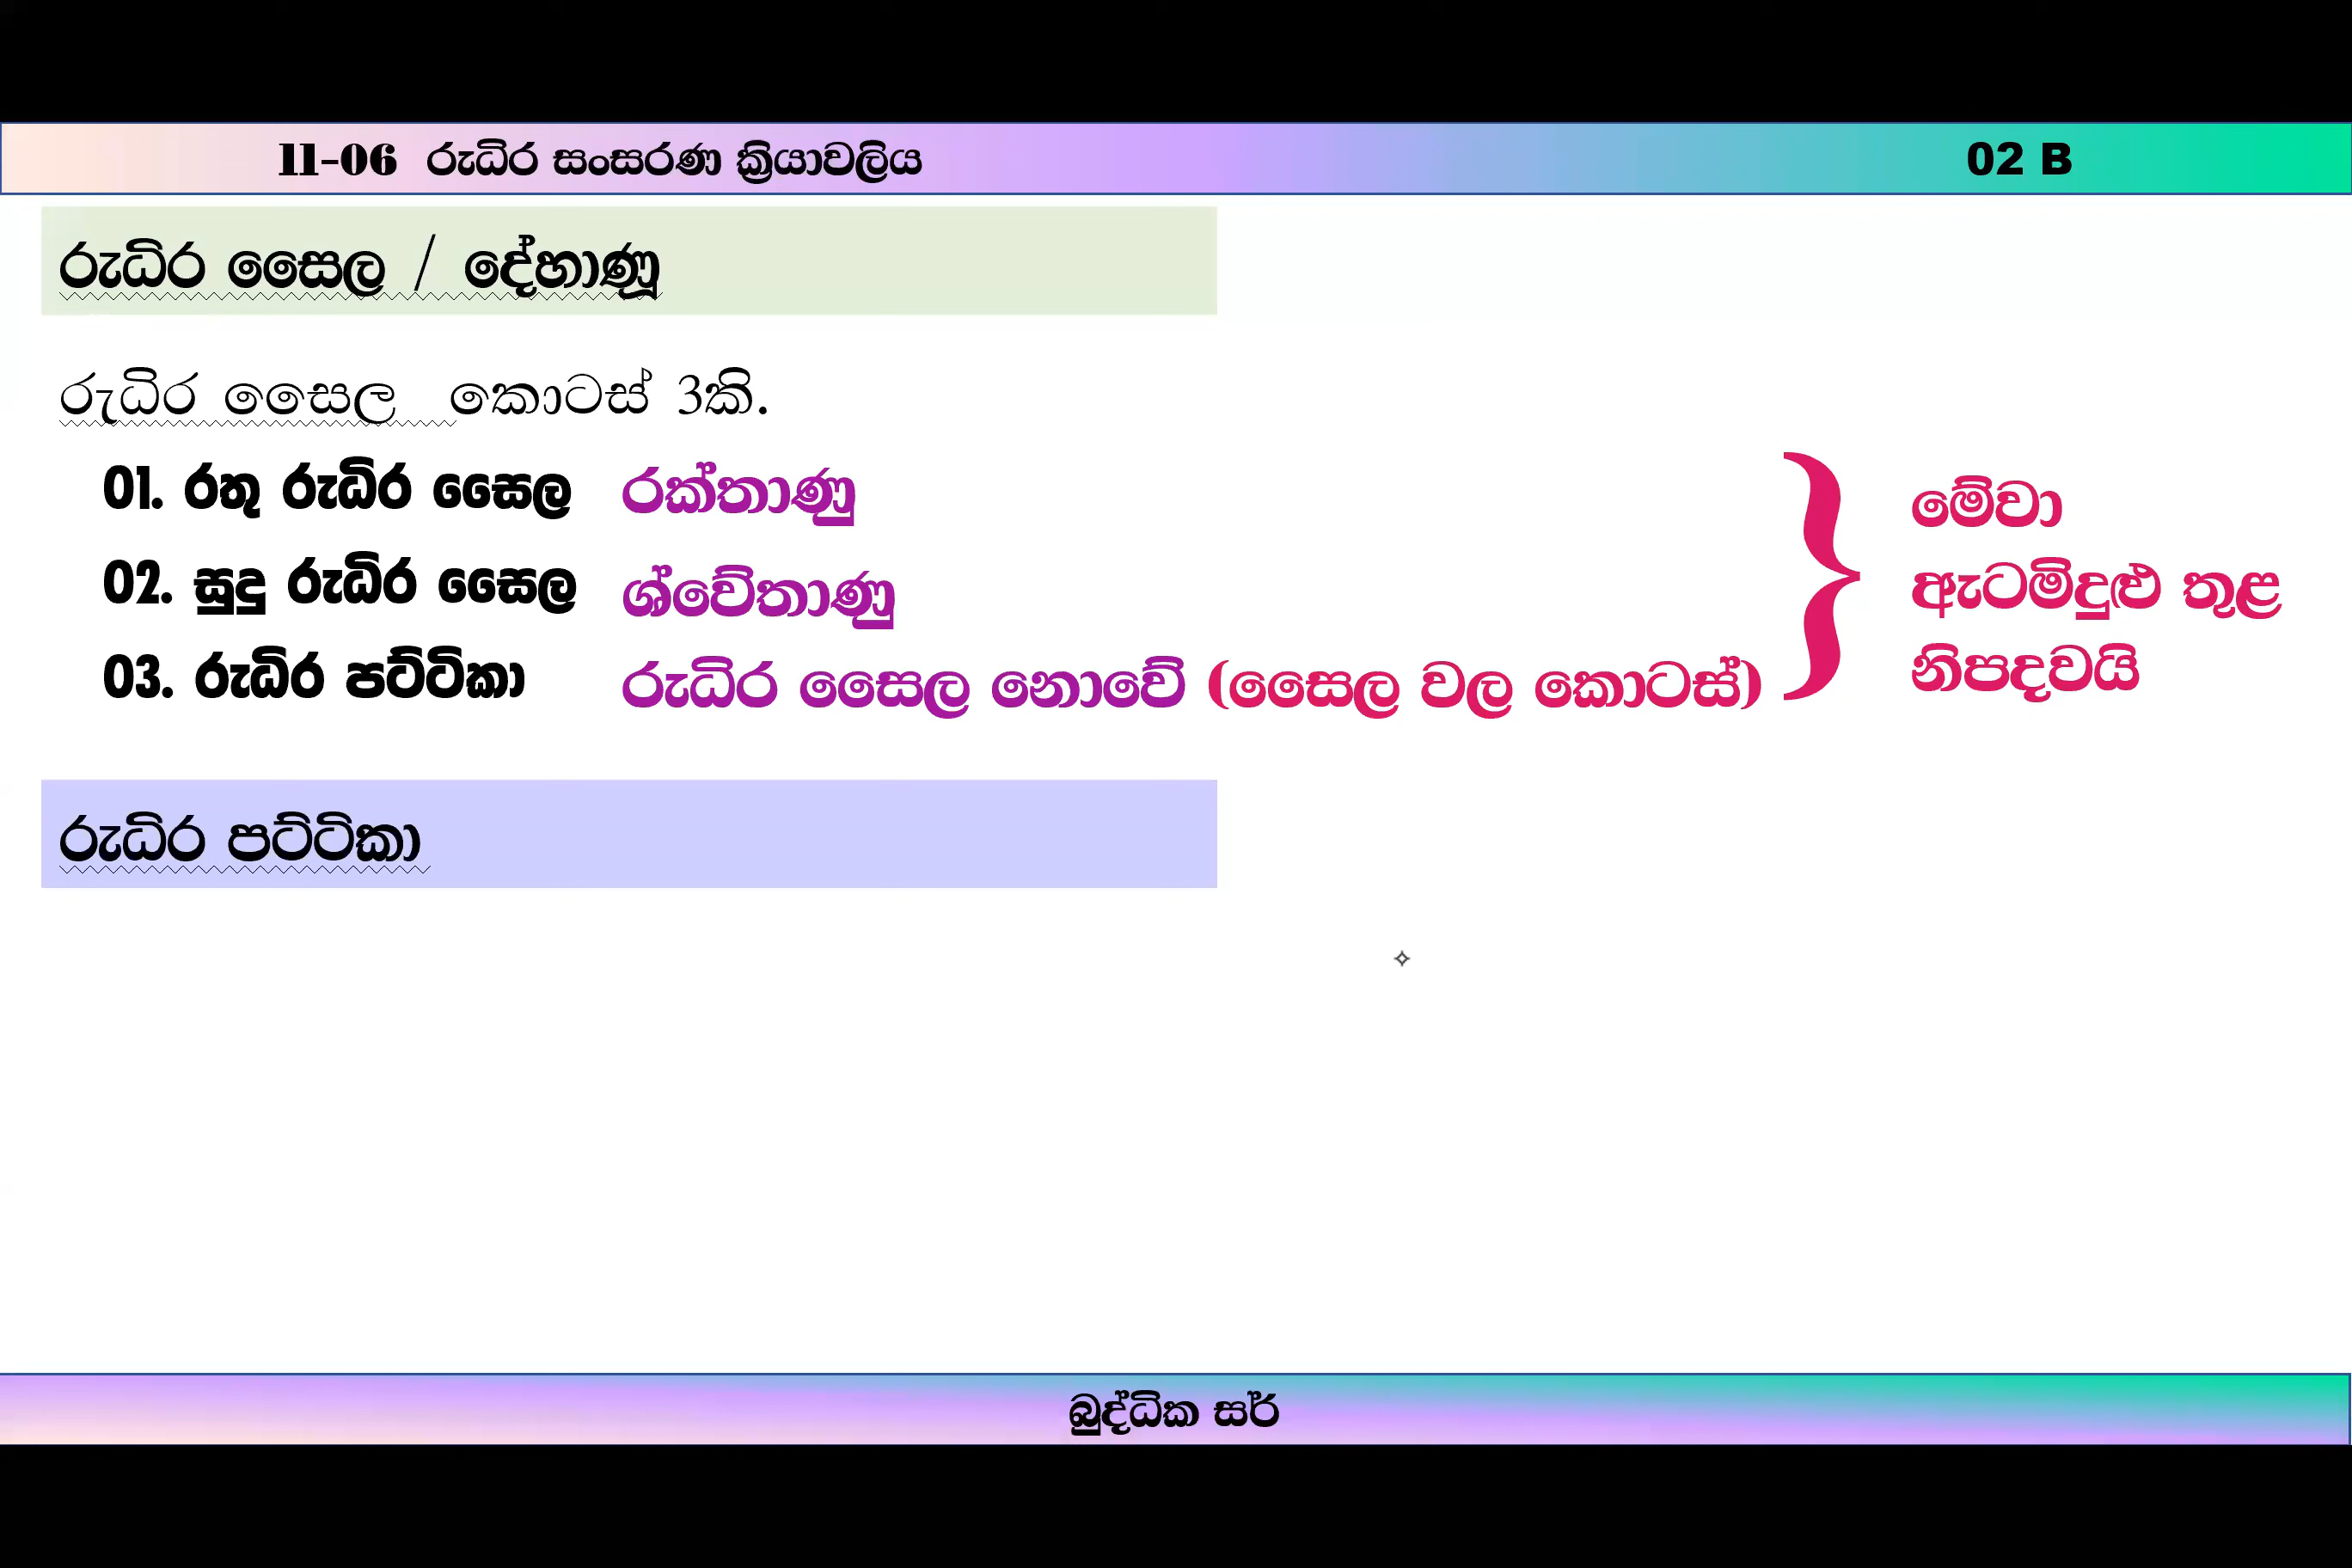 11-06 රුධිර සංසරණ ක්‍රියාවලිය 02 B
රුධිර සෛල / දේහාණූ
රුධිර සෛල කොටස් 3කි.
01. රතු රුධිර සෛල රක්තාණු
02. සුදු රුධිර සෛල ශ්වේතාණු
03. රුධිර පට්ටිකා රුධිර සෛල නොවේ (සෛල වල කොටස්)
මේවා
ඇටමිදුළු තුළ
නිපදවයි
රුධිර පට්ටිකා
බුද්ධික සර්